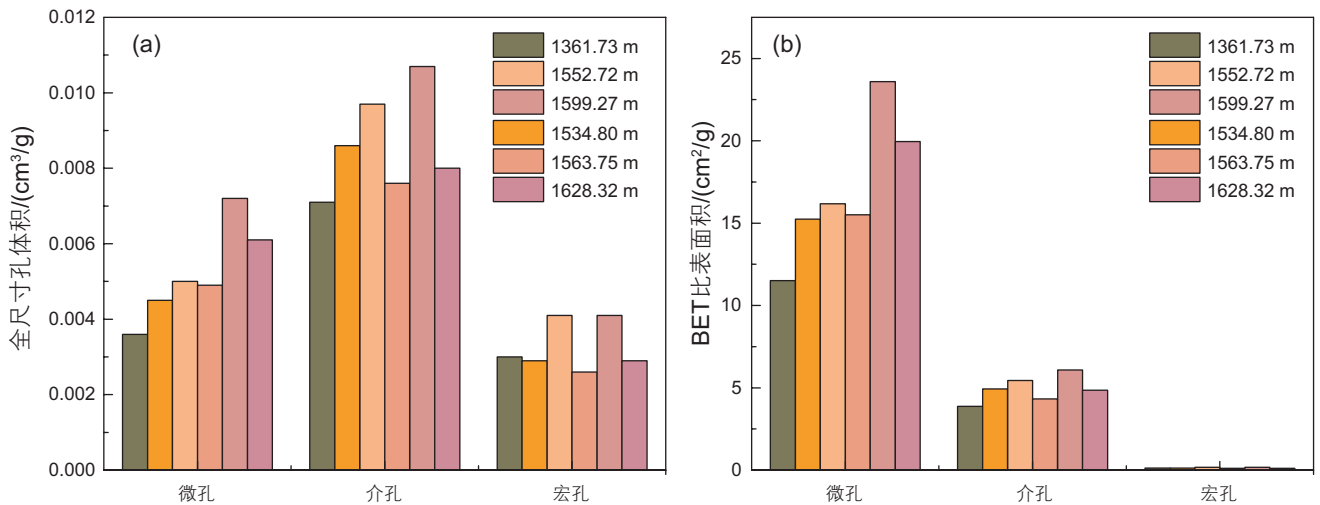 (a)
1361.73 m
1552.72 m
1599.27 m
1534.80 m
1563.75 m
1628.32 m
全尺寸孔体积/(cm³/g)
0.012
0.010
0.008
0.006
0.004
0.002
0.000
微孔
介孔
宏孔
(b)
1361.73 m
1552.72 m
1599.27 m
1534.80 m
1563.75 m
1628.32 m
BET比表面积/(cm²/g)
25
20
15
10
5
0
微孔
介孔
宏孔